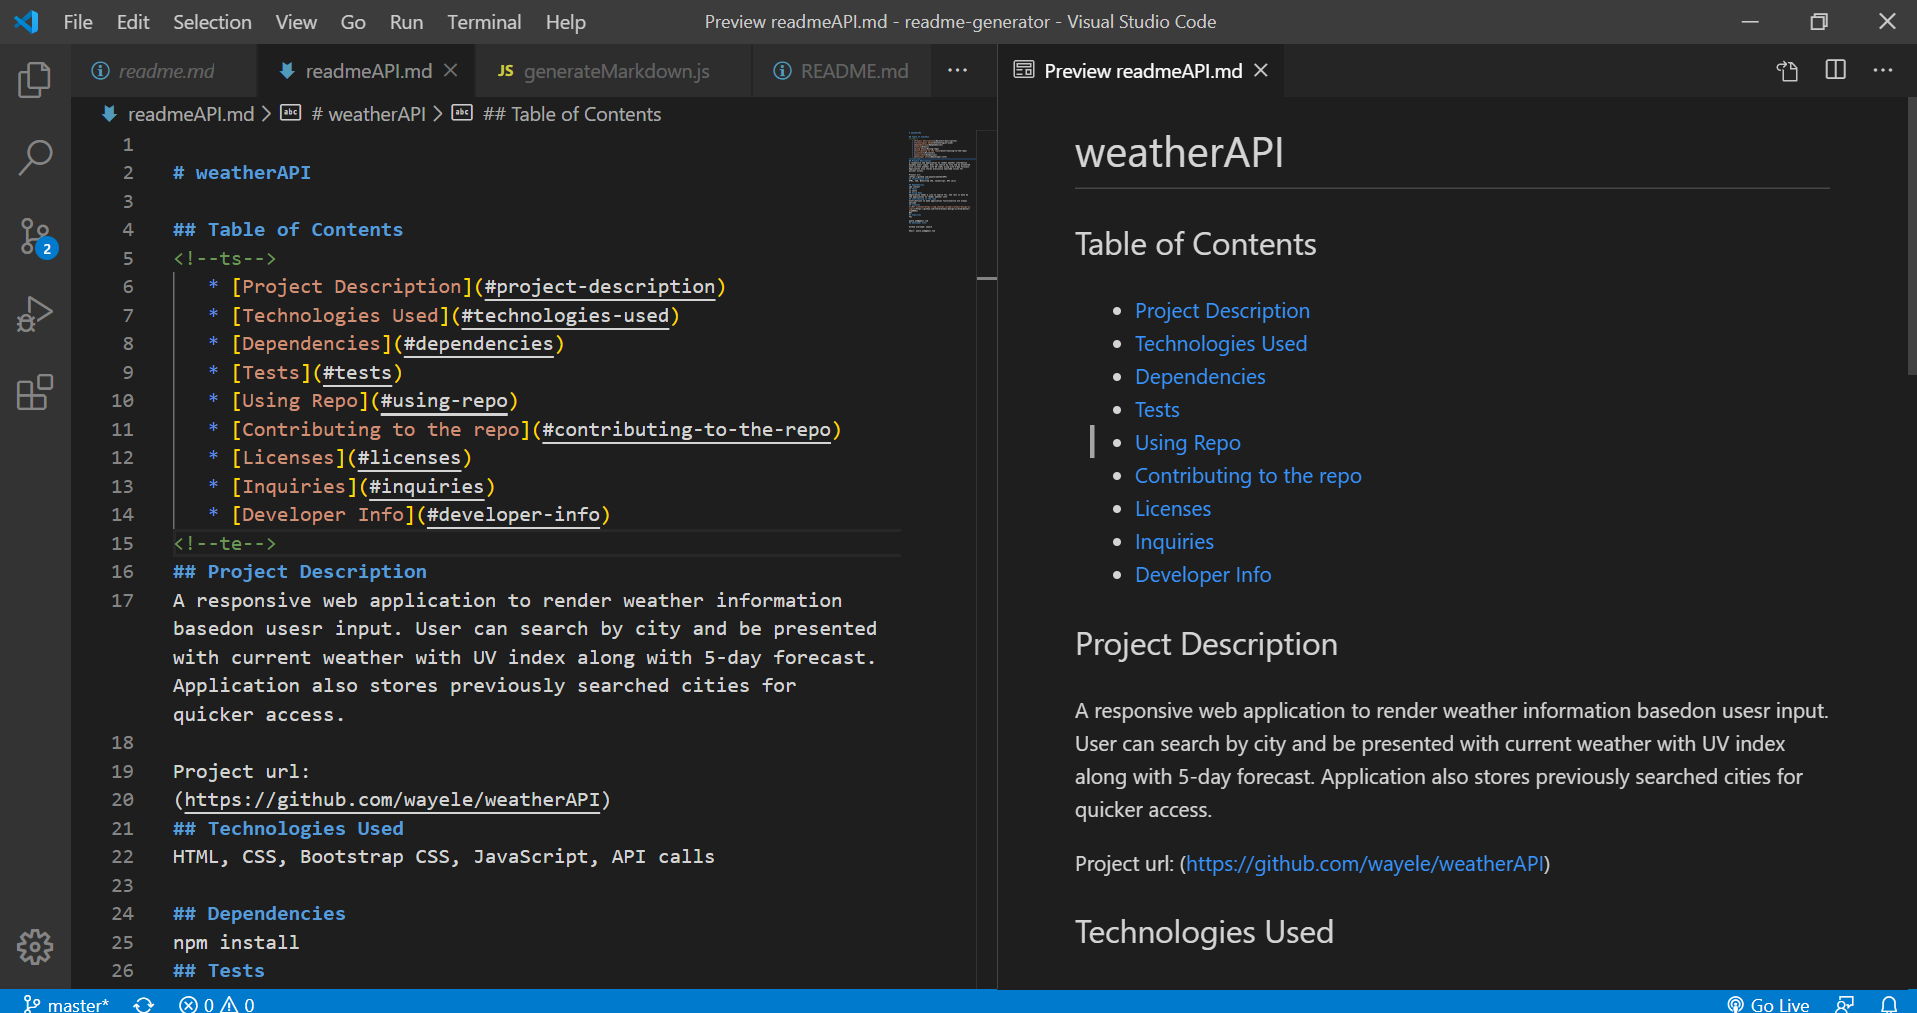 File Edit Selection View Go Run Terminal Help Preview readmeAPI.md - readme-generator - Visual Studio Code
readme.md readmeAPI.md JS generateMarkdown.js README.md ...
readmeAPI.md > # weatherAPI > ## Table of Contents
1
2 # weatherAPI
3
4 ## Table of Contents
5 <!--ts-->
6 * [Project Description](#project-description)
7 * [Technologies Used](#technologies-used)
8 * [Dependencies](#dependencies)
9 * [Tests](#tests)
10 * [Using Repo](#using-repo)
11 * [Contributing to the repo](#contributing-to-the-repo)
12 * [Licenses](#licenses)
13 * [Inquiries](#inquiries)
14 * [Developer Info](#developer-info)
15 <!--te-->
16 ## Project Description
17 A responsive web application to render weather information
basedon usesr input. User can search by city and be presented
with current weather with UV index along with 5-day forecast.
Application also stores previously searched cities for
quicker access.
18
19 Project url:
20 (https://github.com/wayele/weatherAPI)
21 ## Technologies Used
22 HTML, CSS, Bootstrap CSS, JavaScript, API calls
23
24 ## Dependencies
25 npm install
26 ## Tests
Preview readmeAPI.md
weatherAPI
Table of Contents
• Project Description
• Technologies Used
• Dependencies
• Tests
• Using Repo
• Contributing to the repo
• Licenses
• Inquiries
• Developer Info
Project Description
A responsive web application to render weather information basedon usesr input.
User can search by city and be presented with current weather with UV index
along with 5-day forecast. Application also stores previously searched cities for
quicker access.
Project url: (https://github.com/wayele/weatherAPI)
Technologies Used
2
master* 0 0 Go Live